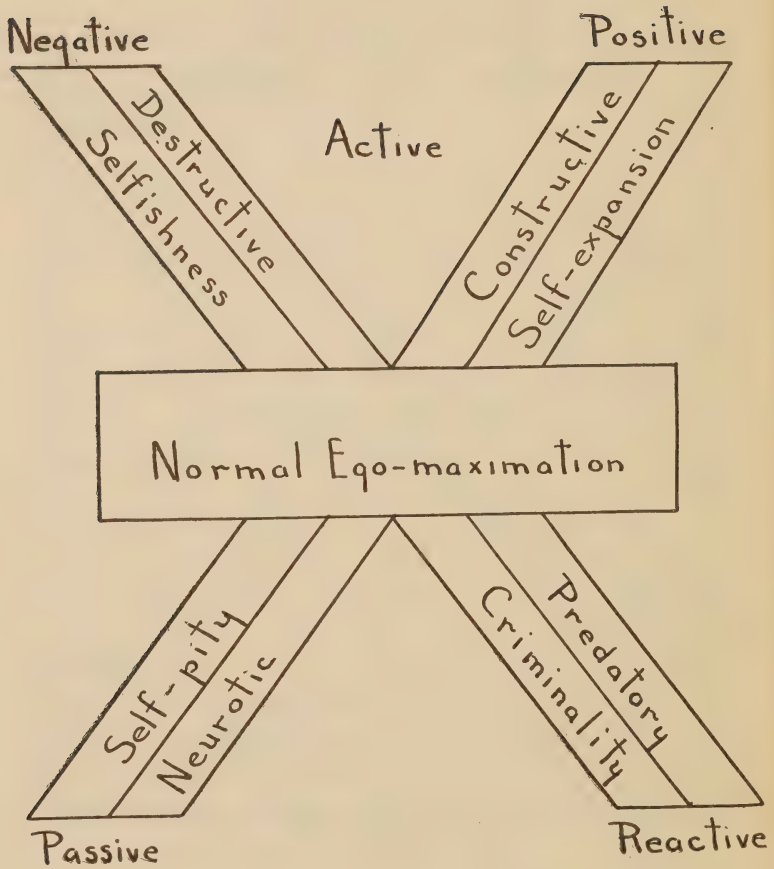 Negative
Positive
Active
Destructive
Selfishness
Constructive
Self-expansion
Normal Ego-maximation
Self-pity
Neurotic
Predatory
Criminality
Passive
Reactive